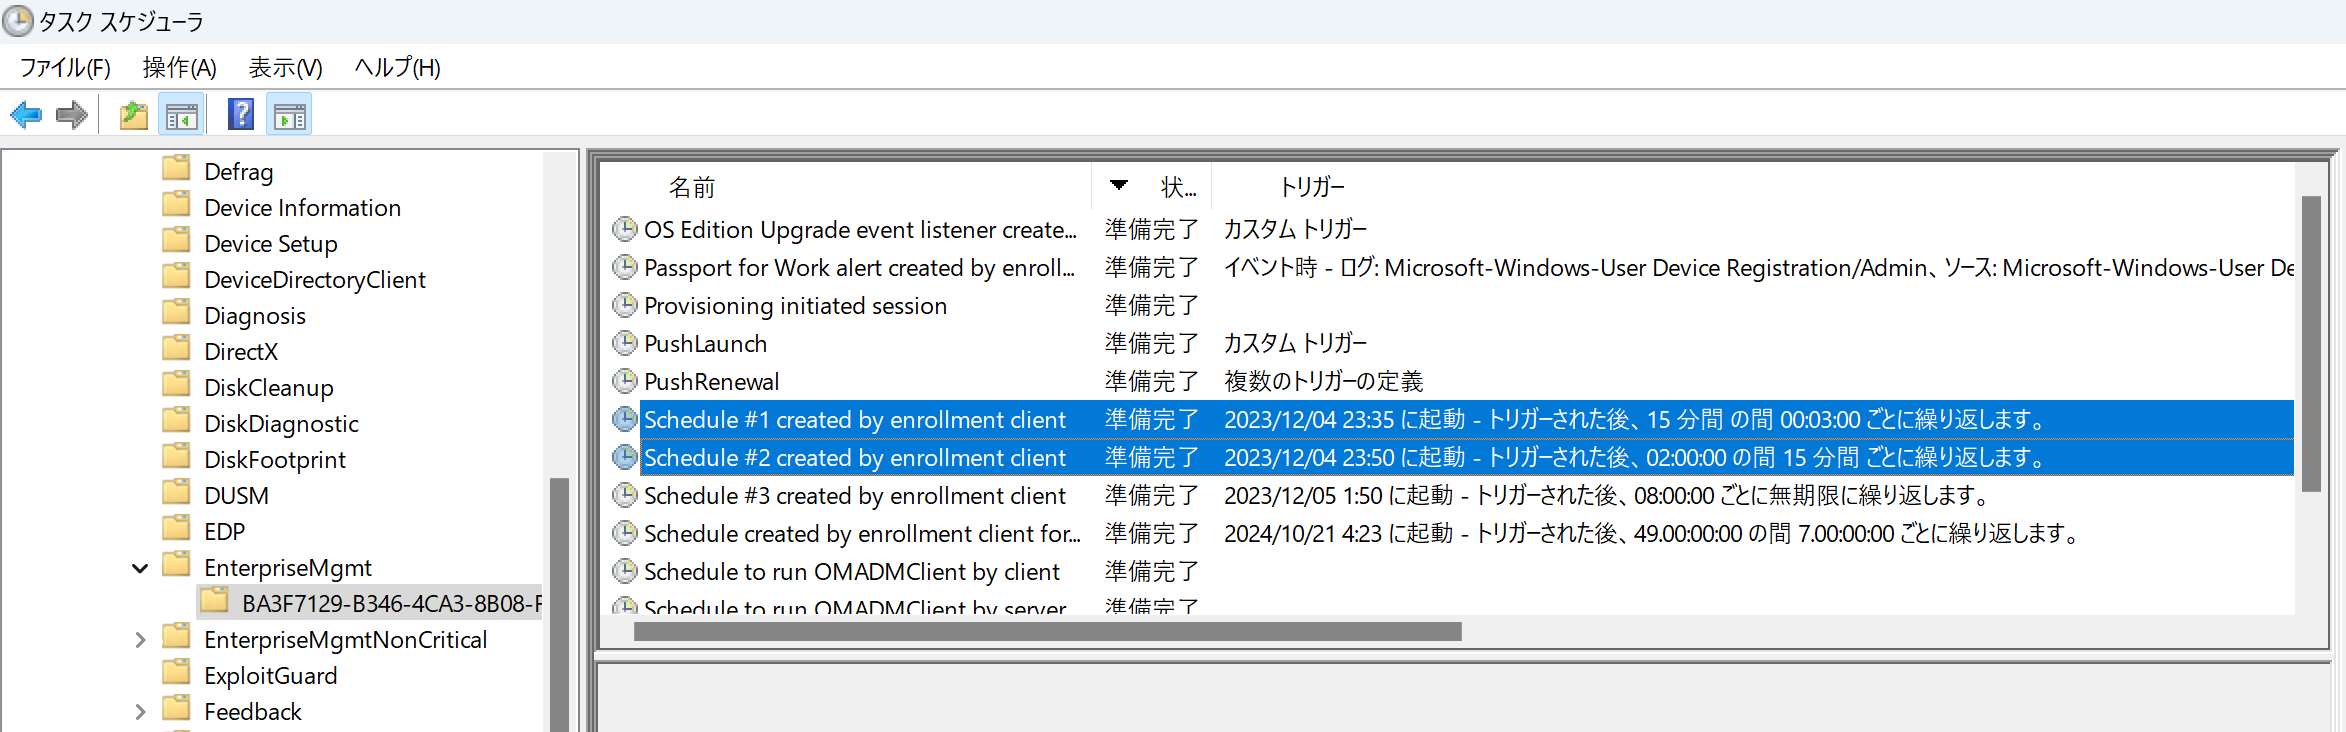 タスク スケジューラ
ファイル(F) 操作(A) 表示(V) ヘルプ(H)
Defrag
Device Information
Device Setup
DeviceDirectoryClient
Diagnosis
DirectX
DiskCleanup
DiskDiagnostic
DiskFootprint
DUSM
EDP
EnterpriseMgmt
BA3F7129-B346-4CA3-8B08-F
EnterpriseMgmtNonCritical
ExploitGuard
Feedback
名前 状... トリガー
OS Edition Upgrade event listener create... 準備完了 カスタム トリガー
Passport for Work alert created by enroll... 準備完了 イベント時 - ログ: Microsoft-Windows-User Device Registration/Admin、ソース: Microsoft-Windows-User De
Provisioning initiated session 準備完了
PushLaunch 準備完了 カスタム トリガー
PushRenewal 準備完了 複数のトリガーの定義
Schedule #1 created by enrollment client 準備完了 2023/12/04 23:35 に起動 - トリガーされた後、15 分間 の間 00:03:00 ごとに繰り返します。
Schedule #2 created by enrollment client 準備完了 2023/12/04 23:50 に起動 - トリガーされた後、02:00:00 の間 15 分間 ごとに繰り返します。
Schedule #3 created by enrollment client 準備完了 2023/12/05 1:50 に起動 - トリガーされた後、08:00:00 ごとに無期限に繰り返します。
Schedule created by enrollment client for... 準備完了 2024/10/21 4:23 に起動 - トリガーされた後、49.00:00:00 の間 7.00:00:00 ごとに繰り返します。
Schedule to run OMADMClient by client 準備完了
Schedule to run OMADMClient by server 準備完了